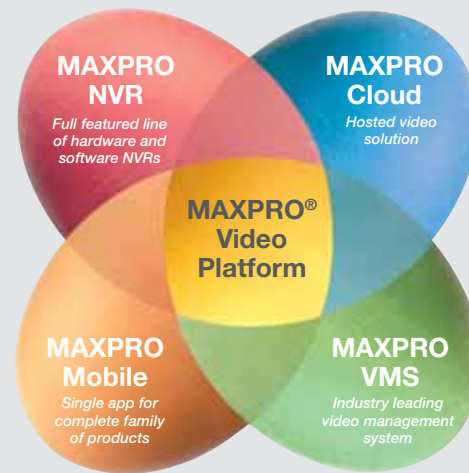 MAXPRO
NVR
Full featured line
of hardware and
software NVRs
MAXPRO
Cloud
Hosted video
solution
MAXPRO®
Video
Platform
MAXPRO
Mobile
Single app for
complete family
of products
MAXPRO
VMS
Industry leading
video management
system